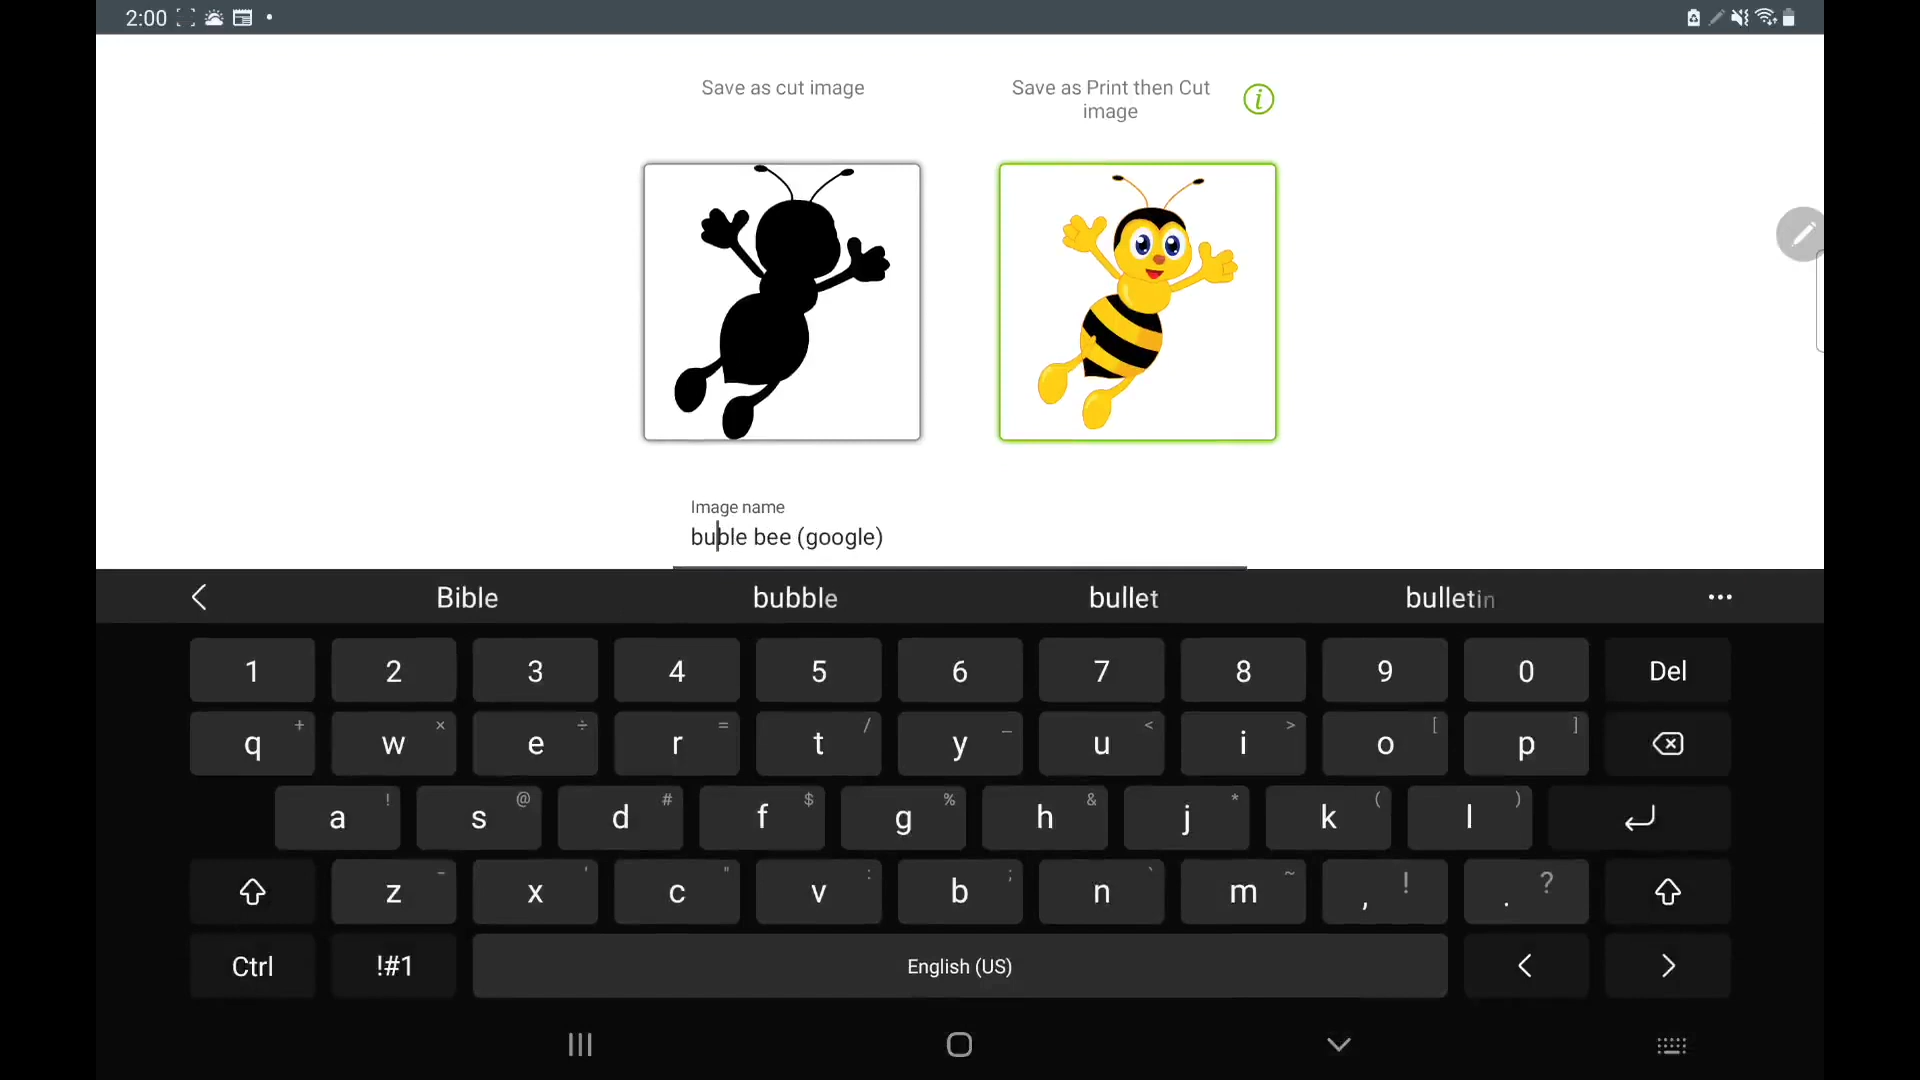 2:00
Save as cut image
Save as Print then Cut
image
i
Image name
buble bee (google)
Bible bubble bullet bulletin ...
1 2 3 4 5 6 7 8 9 0 Del
q + w × e ÷ r = t / y _ u < i > o [ p ]
a ! s @ d # f $ g % h & j * k ( l )
z - x ' c " v : b ; n ` m ~ , ! . ?
Ctrl !#1 English (US) < >